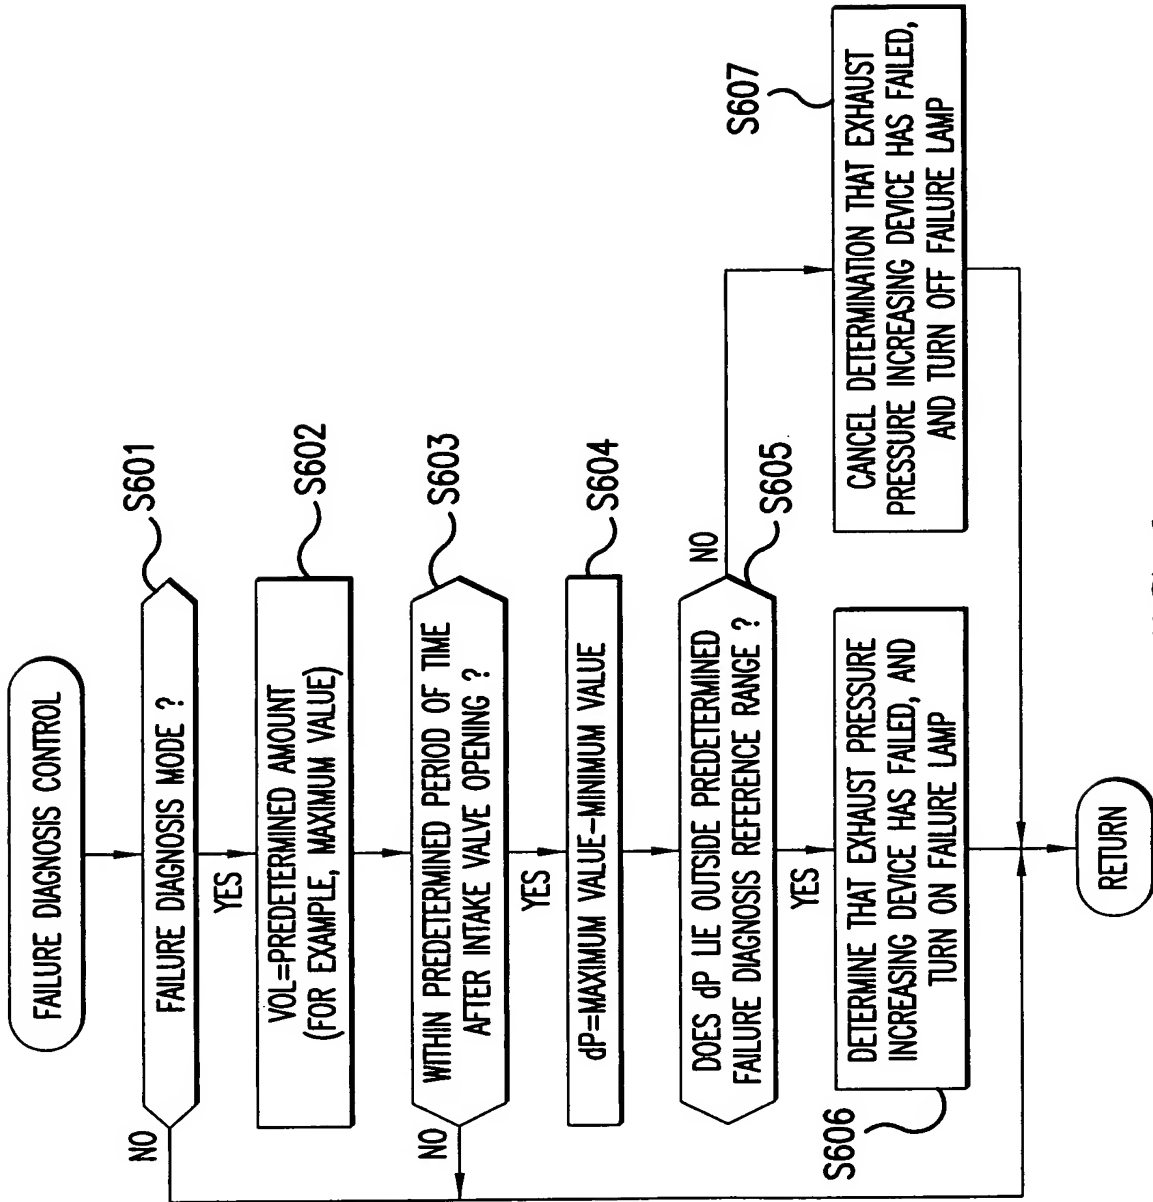 FAILURE DIAGNOSIS CONTROL
S601
FAILURE DIAGNOSIS MODE ?
NO
YES
S602
VOL=PREDETERMINED AMOUNT
(FOR EXAMPLE, MAXIMUM VALUE)
S603
WITHIN PREDETERMINED PERIOD OF TIME
AFTER INTAKE VALVE OPENING ?
NO
YES
S604
dP=MAXIMUM VALUE-MINIMUM VALUE
S605
DOES dP LIE OUTSIDE PREDETERMINED
FAILURE DIAGNOSIS REFERENCE RANGE ?
NO
YES
S606
DETERMINE THAT EXHAUST PRESSURE
INCREASING DEVICE HAS FAILED, AND
TURN ON FAILURE LAMP
S607
CANCEL DETERMINATION THAT EXHAUST
PRESSURE INCREASING DEVICE HAS FAILED,
AND TURN OFF FAILURE LAMP
RETURN